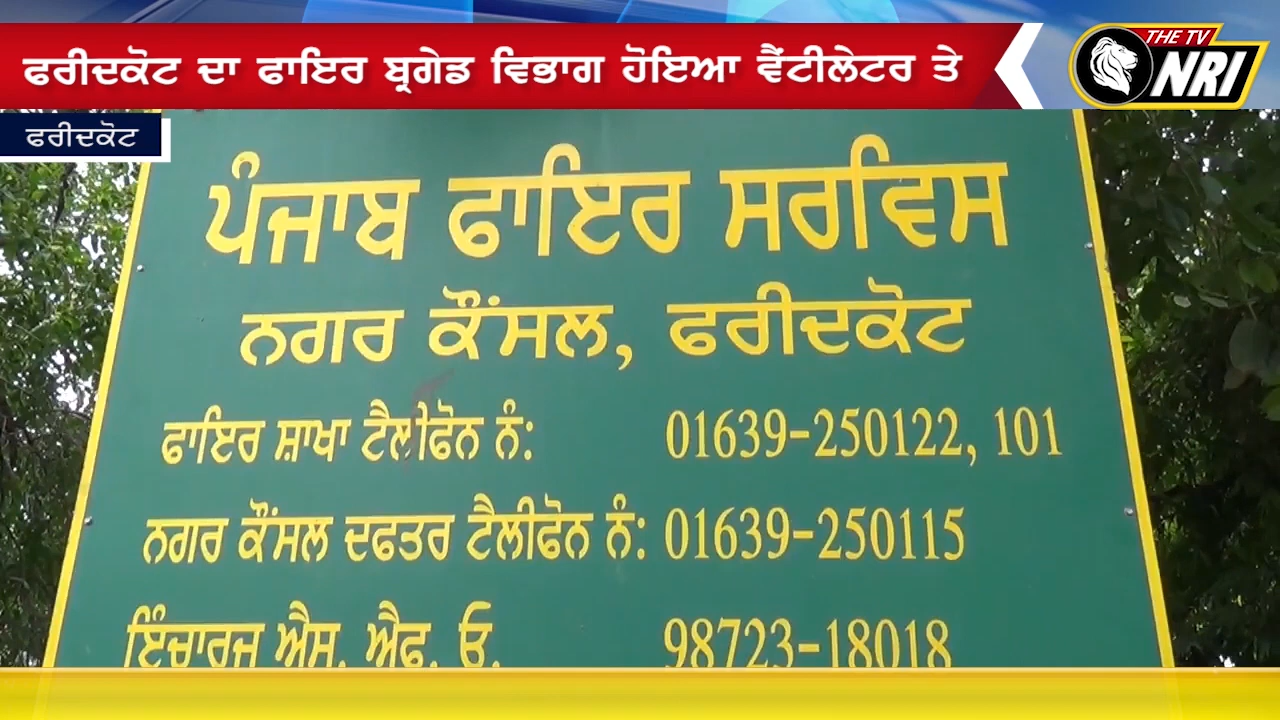 ਫਰੀਦਕੋਟ ਦਾ ਫਾਇਰ ਬ੍ਰਗੇਡ ਵਿਭਾਗ ਹੋਇਆ ਵੈਂਟੀਲੇਟਰ ਤੇ
THE TV
NRI
ਫਰੀਦਕੋਟ
ਪੰਜਾਬ ਫਾਇਰ ਸਰਵਿਸ
ਨਗਰ ਕੌਂਸਲ, ਫਰੀਦਕੋਟ
ਫਾਇਰ ਸ਼ਾਖਾ ਟੈਲੀਫੋਨ ਨੰ: 01639-250122, 101
ਨਗਰ ਕੌਂਸਲ ਦਫਤਰ ਟੈਲੀਫੋਨ ਨੰ: 01639-250115
ਇੰਚਾਰਜ ਐਸ. ਐਫ. ਓ. 98723-18018